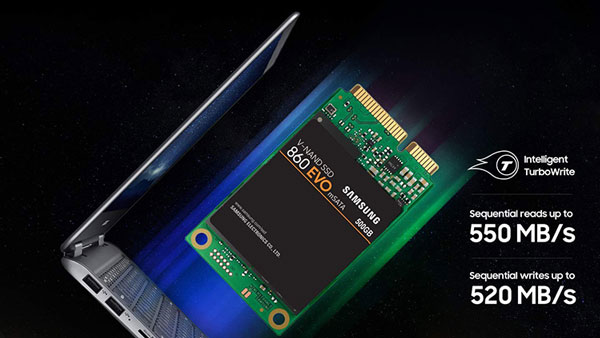 V-NAND SSD
860 EVO mSATA
SAMSUNG
500GB
SAMSUNG ELECTRONICS CO., LTD.
T
Intelligent
TurboWrite
Sequential reads up to
550 MB/s
Sequential writes up to
520 MB/s